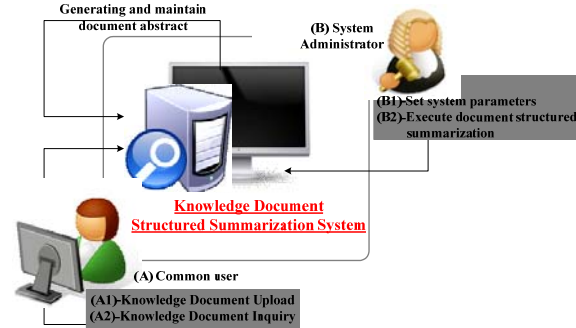 Generating and maintain
document abstract
(B) System
Administrator
(B1)-Set system parameters
(B2)-Execute document structured
summarization
Knowledge Document
Structured Summarization System
(A) Common user
(A1)-Knowledge Document Upload
(A2)-Knowledge Document Inquiry